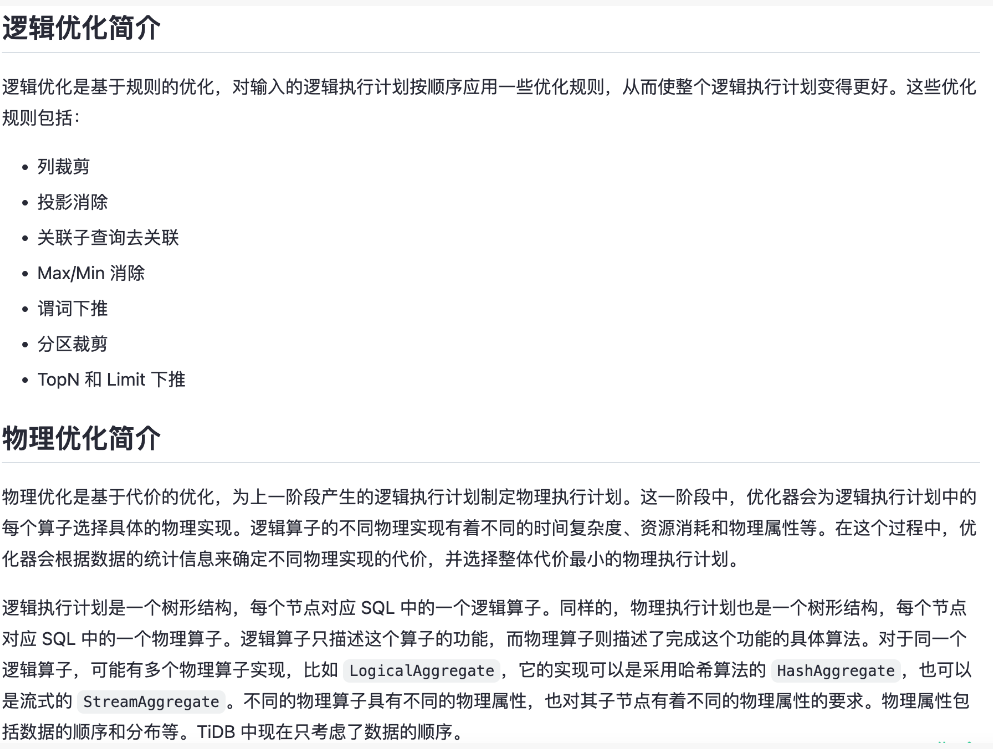 逻辑优化简介
逻辑优化是基于规则的优化，对输入的逻辑执行计划按顺序应用一些优化规则，从而使整个逻辑执行计划变得更好。这些优化
规则包括：
• 列裁剪
• 投影消除
• 关联子查询去关联
• Max/Min 消除
• 谓词下推
• 分区裁剪
• TopN 和 Limit 下推
物理优化简介
物理优化是基于代价的优化，为上一阶段产生的逻辑执行计划制定物理执行计划。这一阶段中，优化器会为逻辑执行计划中的
每个算子选择具体的物理实现。逻辑算子的不同物理实现有着不同的时间复杂度、资源消耗和物理属性等。在这个过程中，优
化器会根据数据的统计信息来确定不同物理实现的代价，并选择整体代价最小的物理执行计划。
逻辑执行计划是一个树形结构，每个节点对应 SQL 中的一个逻辑算子。同样的，物理执行计划也是一个树形结构，每个节点
对应 SQL 中的一个物理算子。逻辑算子只描述这个算子的功能，而物理算子则描述了完成这个功能的具体算法。对于同一个
逻辑算子，可能有多个物理算子实现，比如 LogicalAggregate，它的实现可以是采用哈希算法的 HashAggregate，也可以
是流式的 StreamAggregate。不同的物理算子具有不同的物理属性，也对其子节点有着不同的物理属性的要求。物理属性包
括数据的顺序和分布等。TiDB 中现在只考虑了数据的顺序。